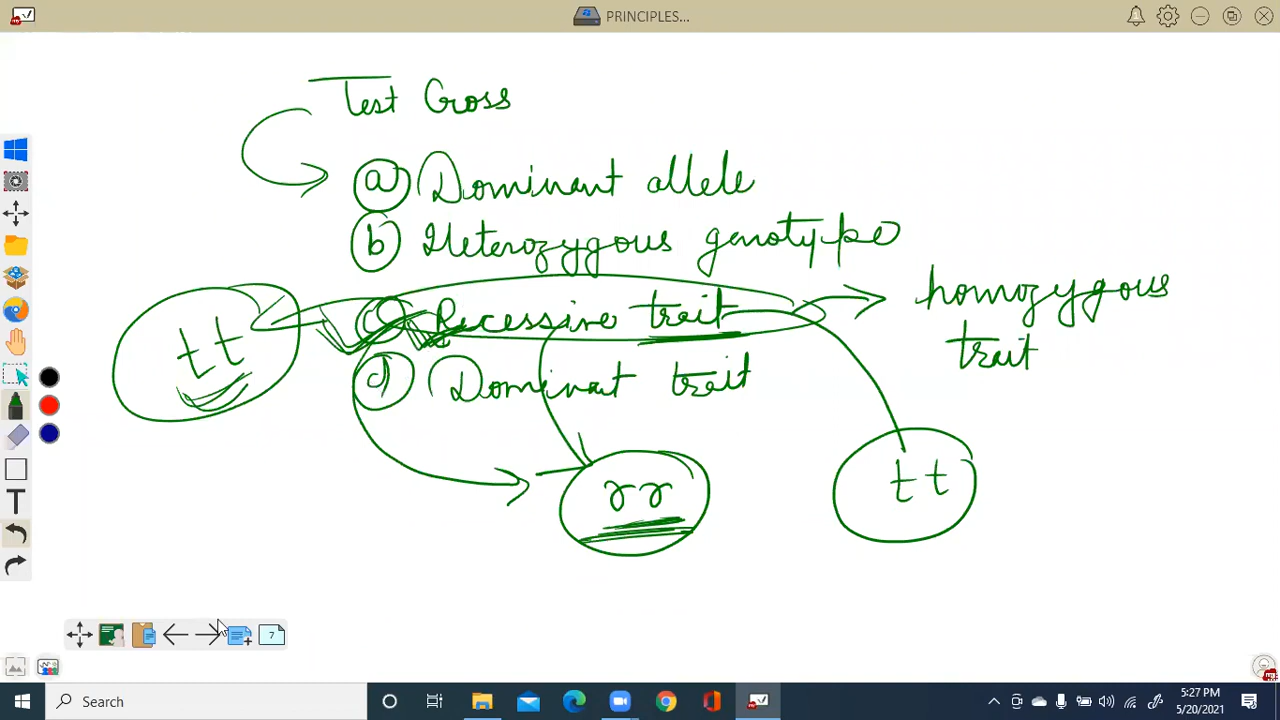 PRINCIPLES...
Test Cross
a Dominant allele
b Heterozygous genotype
c Recessive trait
homozygous
trait
d Dominant trait
tt
rr
tt
T
7
Search
5:27 PM
5/20/2021